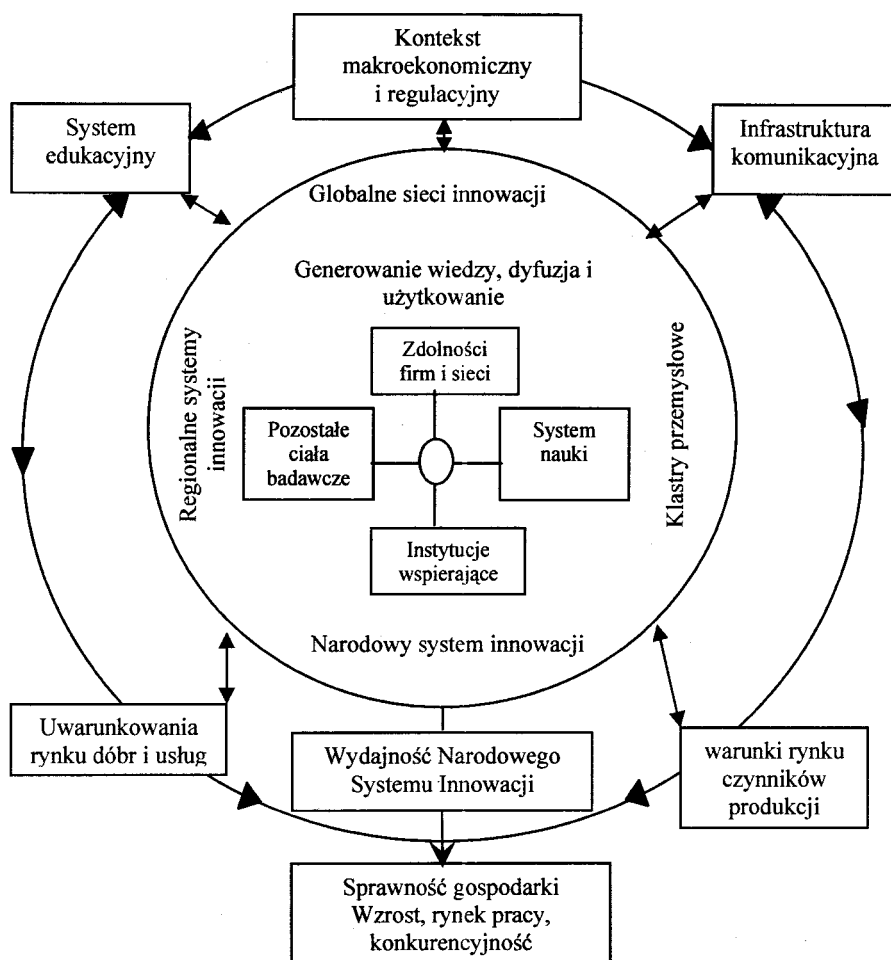 Kontekst
makroekonomiczny
i regulacyjny
System
edukacyjny
Infrastruktura
komunikacyjna
Globalne sieci innowacji
Generowanie wiedzy, dyfuzja i
użytkowanie
Regionalne systemy
innowacji
Zdolności
firm i sieci
Klastry przemysłowe
Pozostałe
ciała
badawcze
System
nauki
Instytucje
wspierające
Narodowy system innowacji
Uwarunkowania
rynku dóbr i usług
Wydajność Narodowego
Systemu Innowacji
warunki rynku
czynników
produkcji
Sprawność gospodarki
Wzrost, rynek pracy,
konkurencyjność